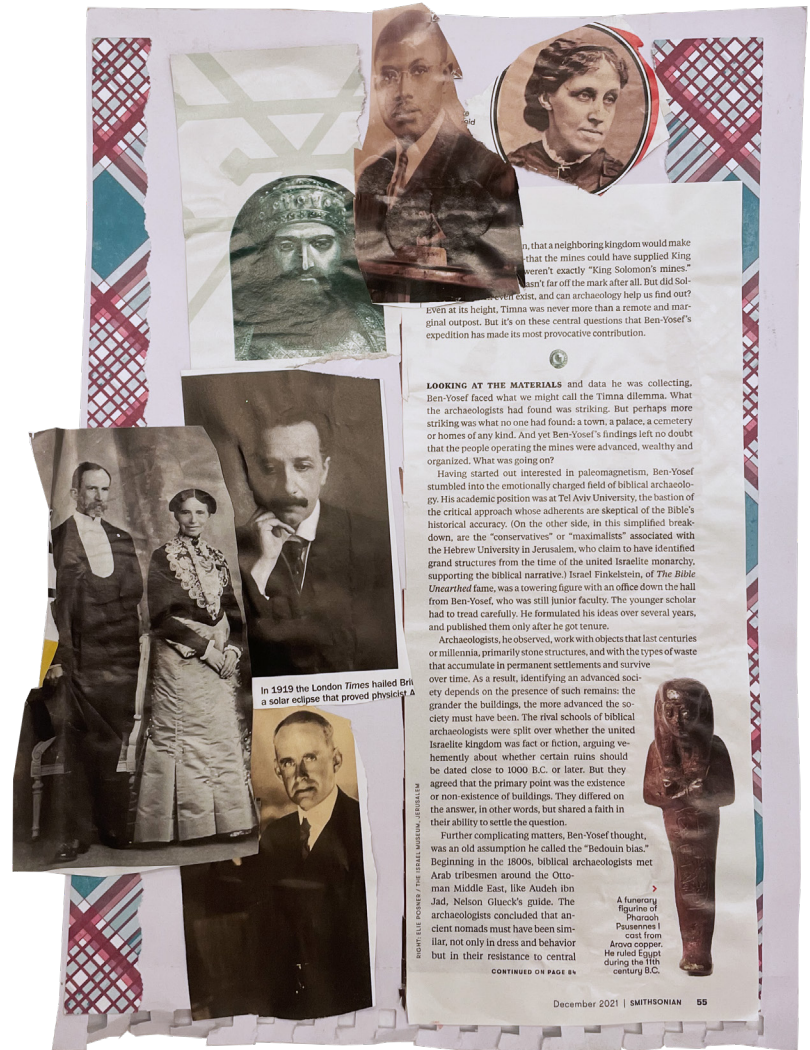 ld
n, that a neighboring kingdom would make
-that the mines could have supplied King
weren't exactly "King Solomon's mines."
asn't far off the mark after all. But did Sol-
even exist, and can archaeology help us find out?
Even at its height, Timna was never more than a remote and mar-
ginal outpost. But it's on these central questions that Ben-Yosef's
expedition has made its most provocative contribution.
LOOKING AT THE MATERIALS and data he was collecting,
Ben-Yosef faced what we might call the Timna dilemma. What
the archaeologists had found was striking. But perhaps more
striking was what no one had found: a town, a palace, a cemetery
or homes of any kind. And yet Ben-Yosef's findings left no doubt
that the people operating the mines were advanced, wealthy and
organized. What was going on?
Having started out interested in paleomagnetism, Ben-Yosef
stumbled into the emotionally charged field of biblical archaeolo-
gy. His academic position was at Tel Aviv University, the bastion of
the critical approach whose adherents are skeptical of the Bible's
historical accuracy. (On the other side, in this simplified break-
down, are the "conservatives" or "maximalists" associated with
the Hebrew University in Jerusalem, who claim to have identified
grand structures from the time of the united Israelite monarchy,
supporting the biblical narrative.) Israel Finkelstein, of The Bible
Unearthed fame, was a towering figure with an office down the hall
from Ben-Yosef, who was still junior faculty. The younger scholar
had to tread carefully. He formulated his ideas over several years,
and published them only after he got tenure.
Archaeologists, he observed, work with objects that last centuries
or millennia, primarily stone structures, and with the types of waste
that accumulate in permanent settlements and survive
over time. As a result, identifying an advanced soci-
ety depends on the presence of such remains: the
grander the buildings, the more advanced the so-
ciety must have been. The rival schools of biblical
archaeologists were split over whether the united
Israelite kingdom was fact or fiction, arguing ve-
hemently about whether certain ruins should
be dated close to 1000 B.C. or later. But they
agreed that the primary point was the existence
or non-existence of buildings. They differed on
the answer, in other words, but shared a faith in
their ability to settle the question.
Further complicating matters, Ben-Yosef thought,
was an old assumption he called the "Bedouin bias."
Beginning in the 1800s, biblical archaeologists met
Arab tribesmen around the Otto-
man Middle East, like Audeh ibn
Jad, Nelson Glueck's guide. The
archaeologists concluded that an-
cient nomads must have been sim-
ilar, not only in dress and behavior
but in their resistance to central
CONTINUED ON PAGE 84
In 1919 the London Times hailed Bri
a solar eclipse that proved physicist A
RIGHT: ELIE POSNER / THE ISRAEL MUSEUM, JERUSALEM
A funerary
figurine of
Pharaoh
Psusennes I
cast from
Arava copper.
He ruled Egypt
during the 11th
century B.C.
December 2021 | SMITHSONIAN 55